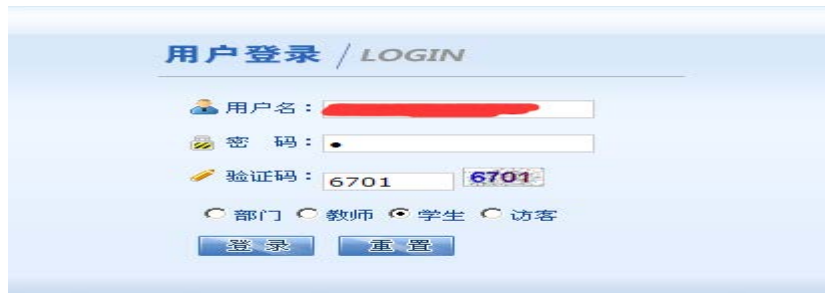 用户登录 / LOGIN
用户名：
密 码：●
验证码：6701 6701
部门 教师 学生 访客
登 录 重 置